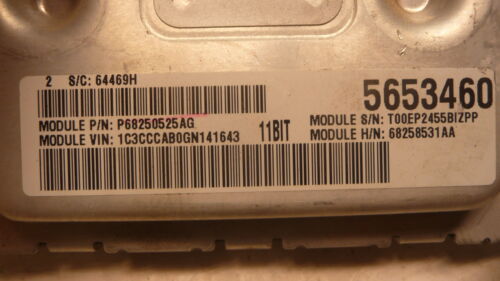 2 S/C: 64469H
5653460
MODULE P/N: P68250525AG
MODULE VIN: 1C3CCCAB0GN141643
11BIT
MODULE S/N: T00EP2455BIZPP
MODULE H/N: 68258531AA